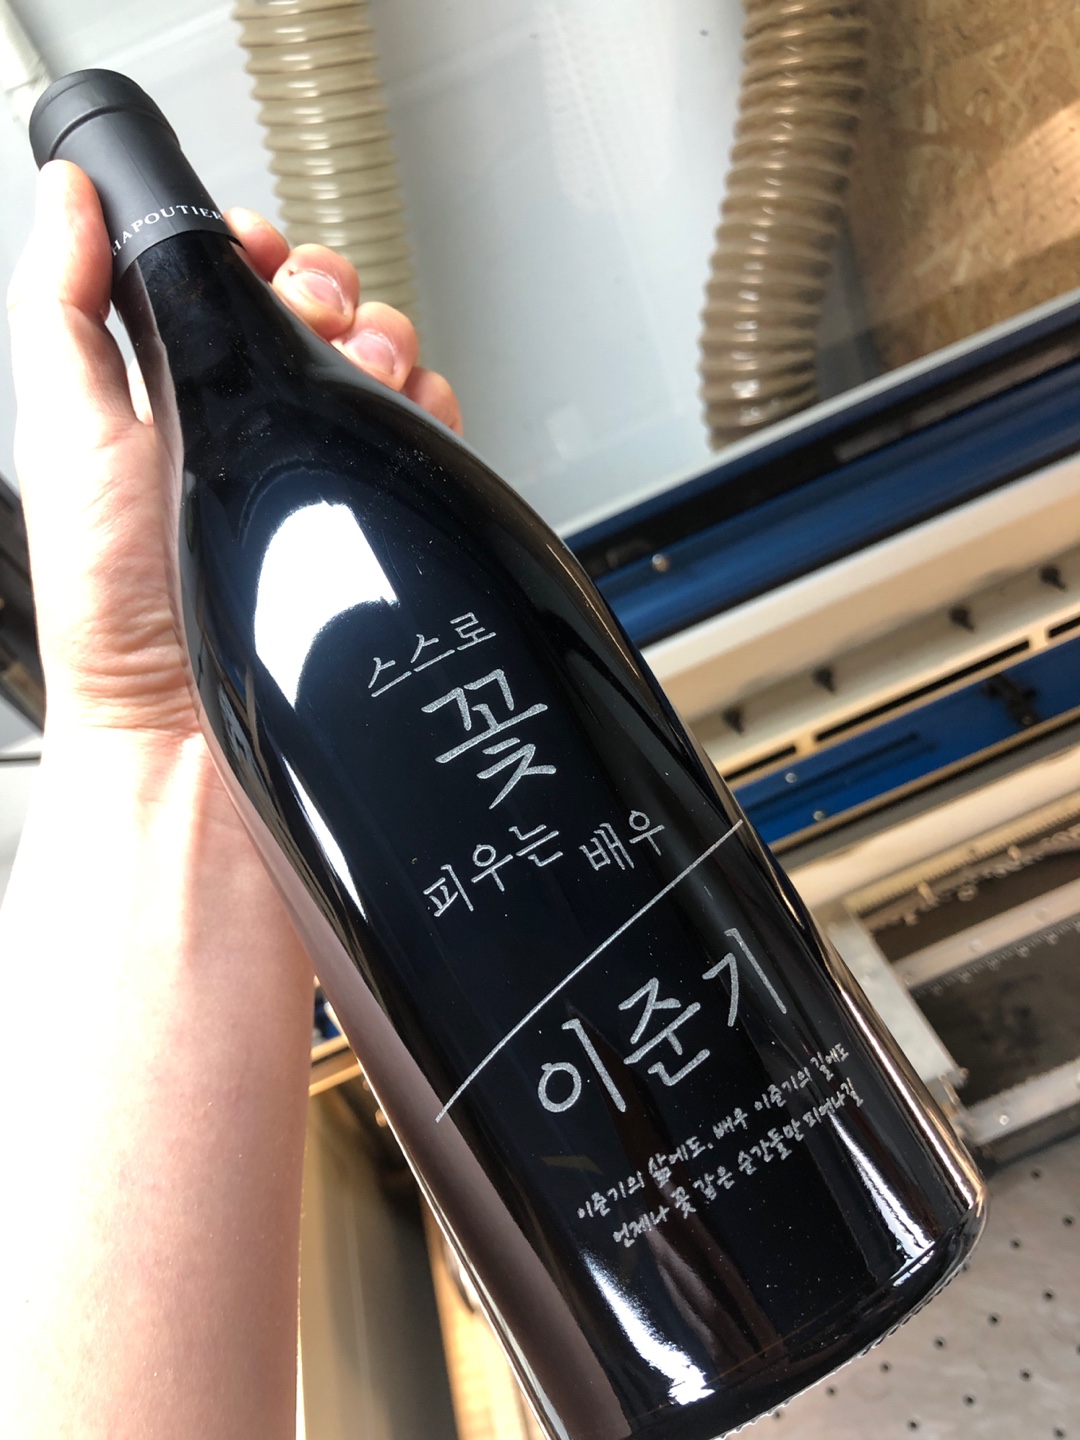 HAPOUTIER
스스로
꽃
피우는 배우
이준기
이준기의 삶에도, 배우 이준기의 길에도
언제나 꽃 같은 순간들만 피어나길